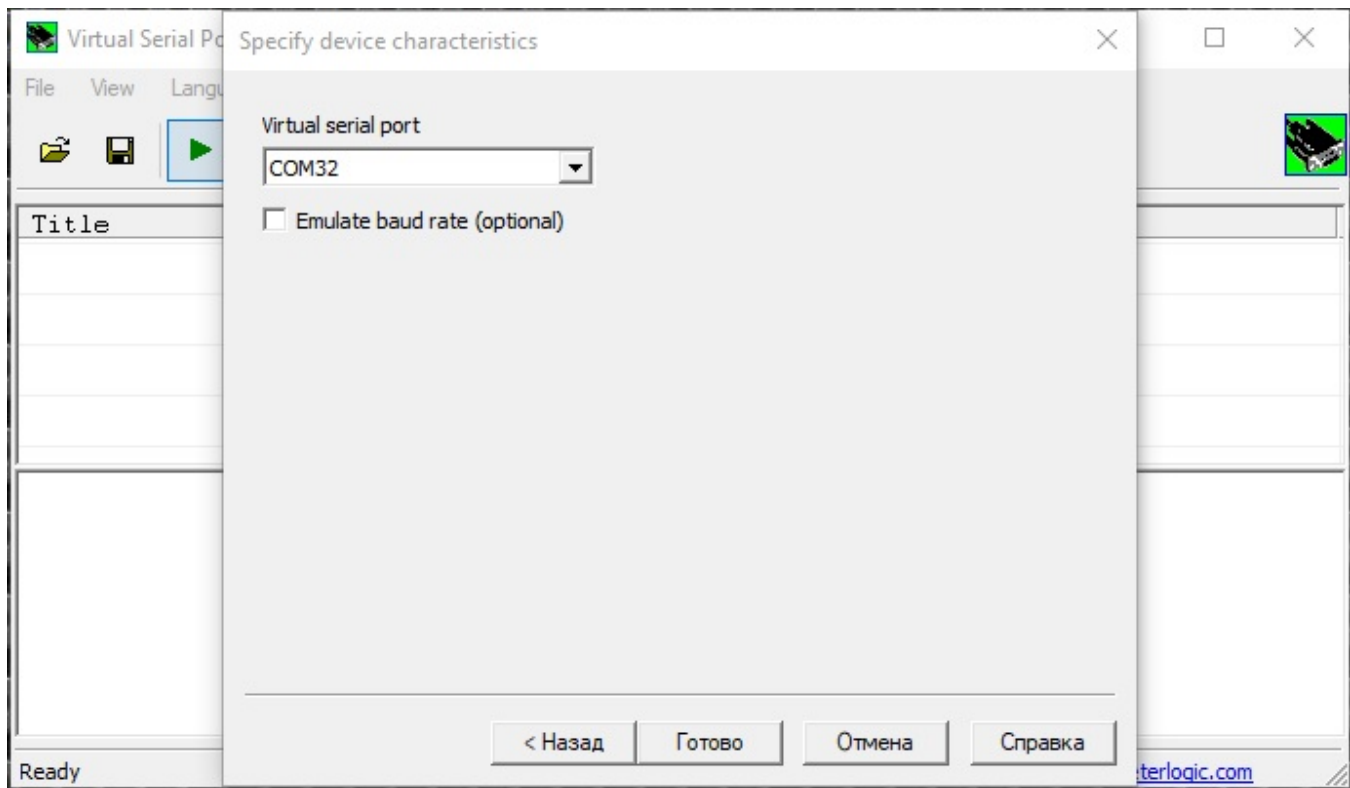 Virtual Serial Po
Specify device characteristics
File View Langu
Virtual serial port
COM32
Emulate baud rate (optional)
Title
< Назад Готово Отмена Справка
Ready
eterlogic.com